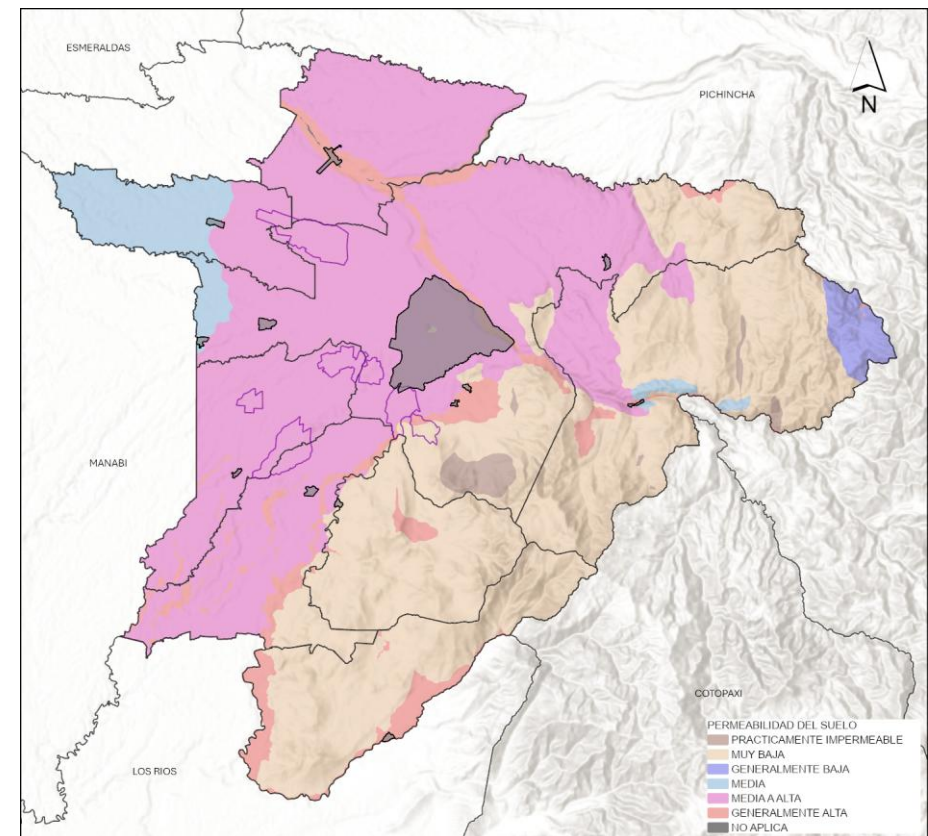 ESMERALDAS
PICHINCHA
N
MANABI
COTOPAXI
LOS RIOS
PERMEABILIDAD DEL SUELO
PRACTICAMENTE IMPERMEABLE
MUY BAJA
GENERALMENTE BAJA
MEDIA
MEDIA A ALTA
GENERALMENTE ALTA
NO APLICA